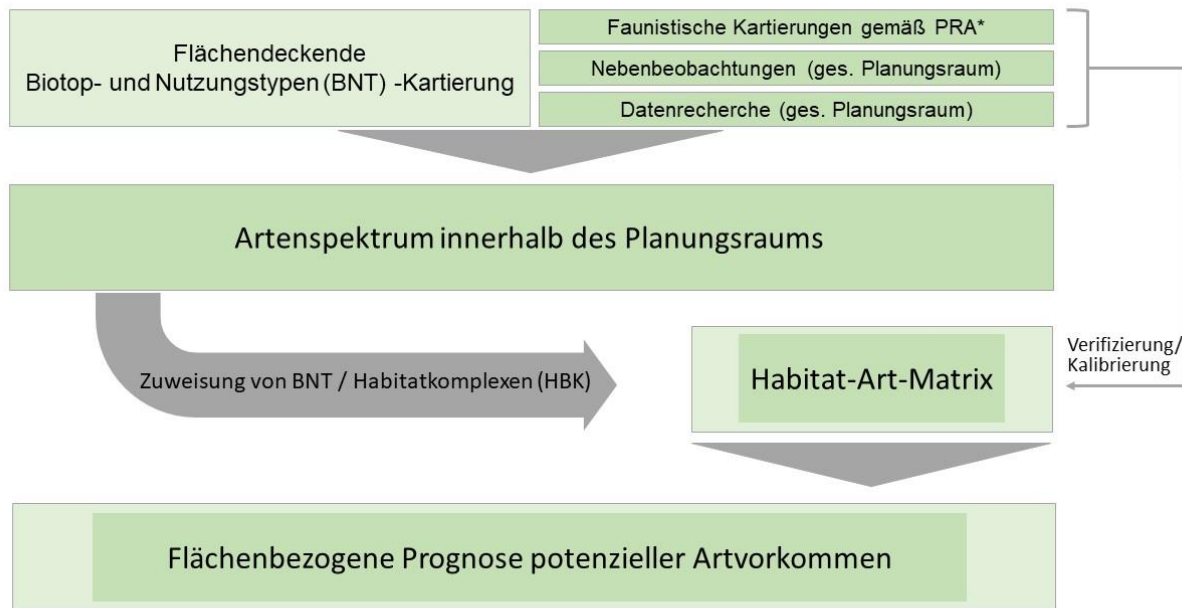 Flächendeckende
Biotop- und Nutzungstypen (BNT) -Kartierung
Faunistische Kartierungen gemäß PRA*
Nebenbeobachtungen (ges. Planungsraum)
Datenrecherche (ges. Planungsraum)
Artenspektrum innerhalb des Planungsraums
Zuweisung von BNT / Habitatkomplexen (HBK)
Habitat-Art-Matrix
Verifizierung/
Kalibrierung
Flächenbezogene Prognose potenzieller Artvorkommen